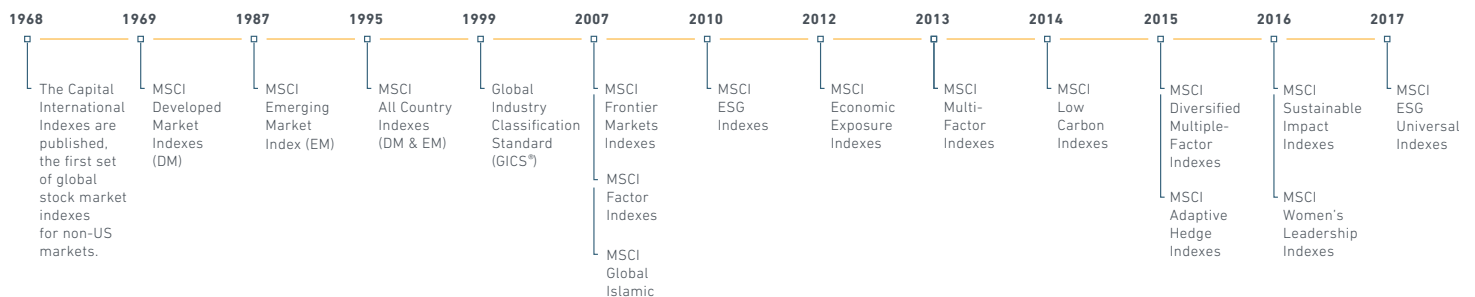 1968 1969 1987 1995 1999 2007 2010 2012 2013 2014 2015 2016 2017
The Capital
International
Indexes are
published,
the first set
of global
stock market
indexes
for non-US
markets.
MSCI
Developed
Market
Indexes
(DM)
MSCI
Emerging
Market
Index (EM)
MSCI
All Country
Indexes
(DM & EM)
Global
Industry
Classification
Standard
(GICS®)
MSCI
Frontier
Markets
Indexes
MSCI
Factor
Indexes
MSCI
Global
Islamic
MSCI
ESG
Indexes
MSCI
Economic
Exposure
Indexes
MSCI
Multi-
Factor
Indexes
MSCI
Low
Carbon
Indexes
MSCI
Diversified
Multiple-
Factor
Indexes
MSCI
Adaptive
Hedge
Indexes
MSCI
Sustainable
Impact
Indexes
MSCI
Women's
Leadership
Indexes
MSCI
ESG
Universal
Indexes